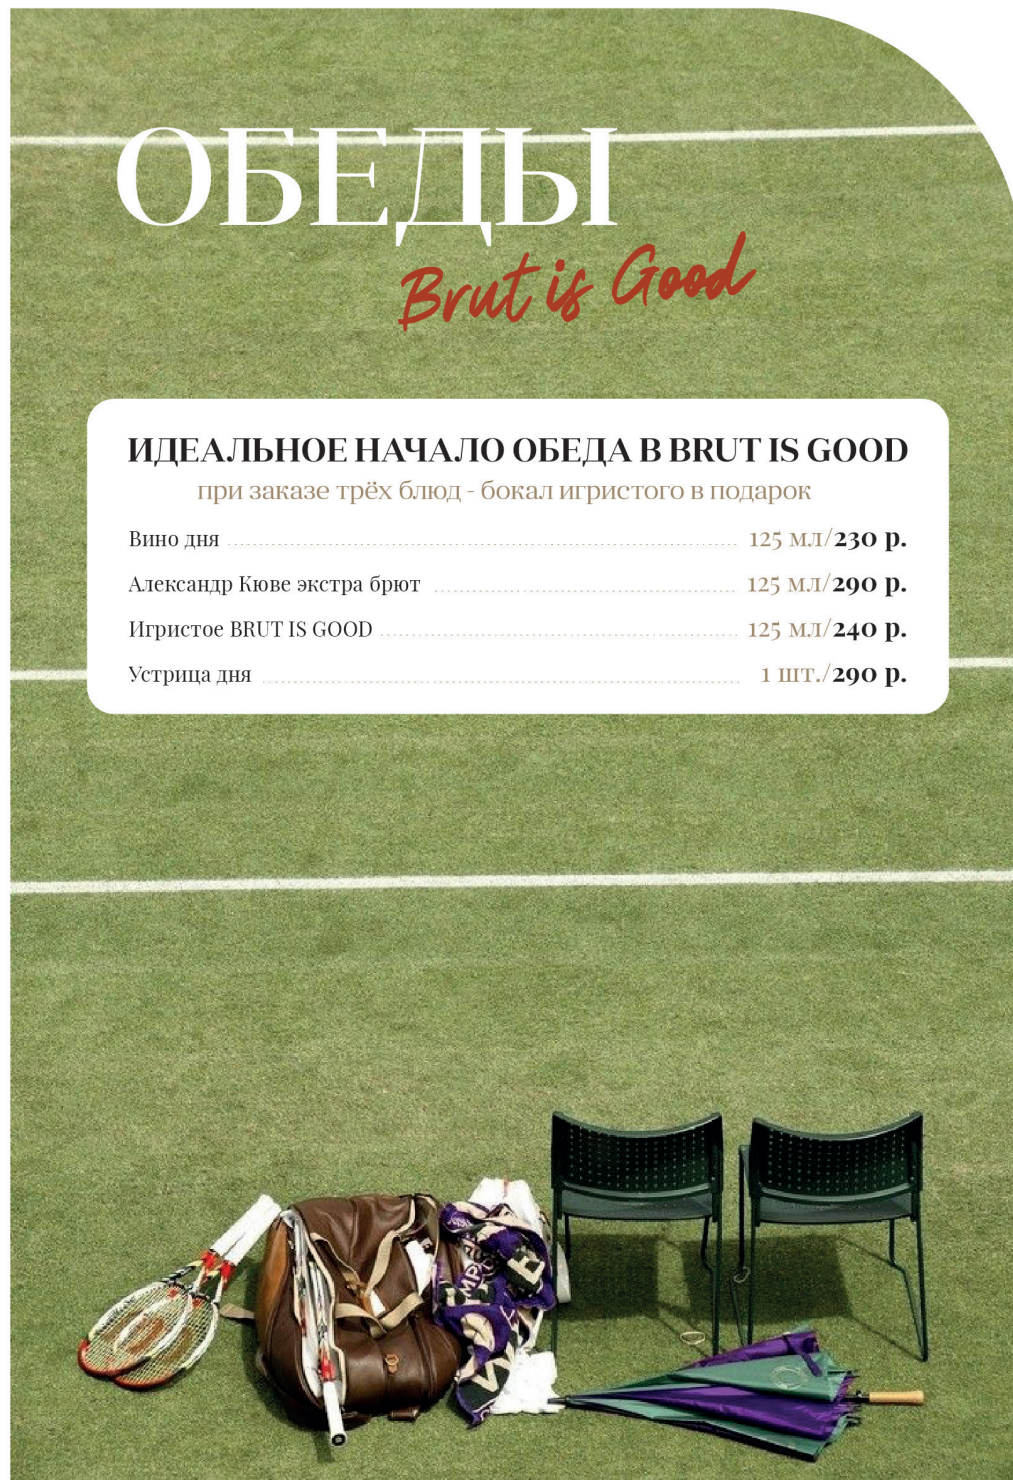 ОБЕДЫ
Brut is Good
ИДЕАЛЬНОЕ НАЧАЛО ОБЕДА В BRUT IS GOOD
при заказе трёх блюд - бокал игристого в подарок
Вино дня 125 мл/230 р.
Александр Кюве экстра брют 125 мл/290 р.
Игристое BRUT IS GOOD 125 мл/240 р.
Устрица дня 1 шт./290 р.